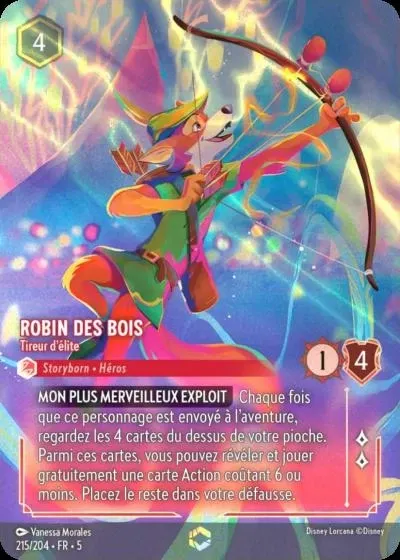 4
ROBIN DES BOIS
Tireur d'élite
1 4
Storyborn • Héros
MON PLUS MERVEILLEUX EXPLOIT Chaque fois
que ce personnage est envoyé à l'aventure,
regardez les 4 cartes du dessus de votre pioche.
Parmi ces cartes, vous pouvez révéler et jouer
gratuitement une carte Action coûtant 6 ou
moins. Placez le reste dans votre défausse.
Vanessa Morales
215/204 • FR • 5
Disney Lorcana ©Disney